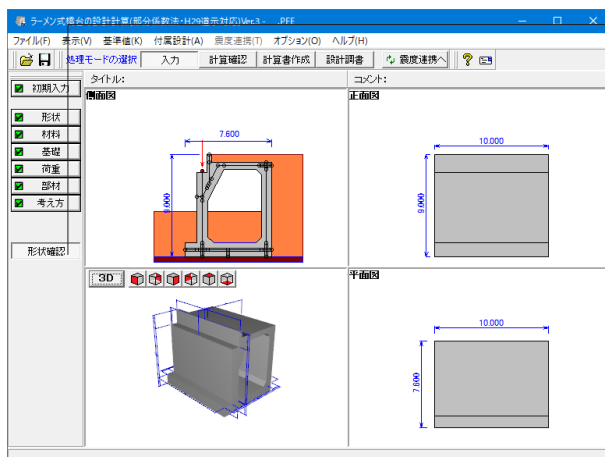 ラーメン式橋台の設計計算(部分係数法・H29道示対応)Ver.3 - .PFF
ファイル(F) 表示(V) 基準値(K) 付属設計(A) 震度連携(T) オプション(O) ヘルプ(H)
処理モードの選択 入力 計算確認 計算書作成 設計調書 震度連携へ
初期入力
形状
材料
基礎
荷重
部材
考え方
形状確認
タイトル: コメント:
側面図
7.600
9.000
正面図
10.000
9.000
3D
平面図
10.000
7.600